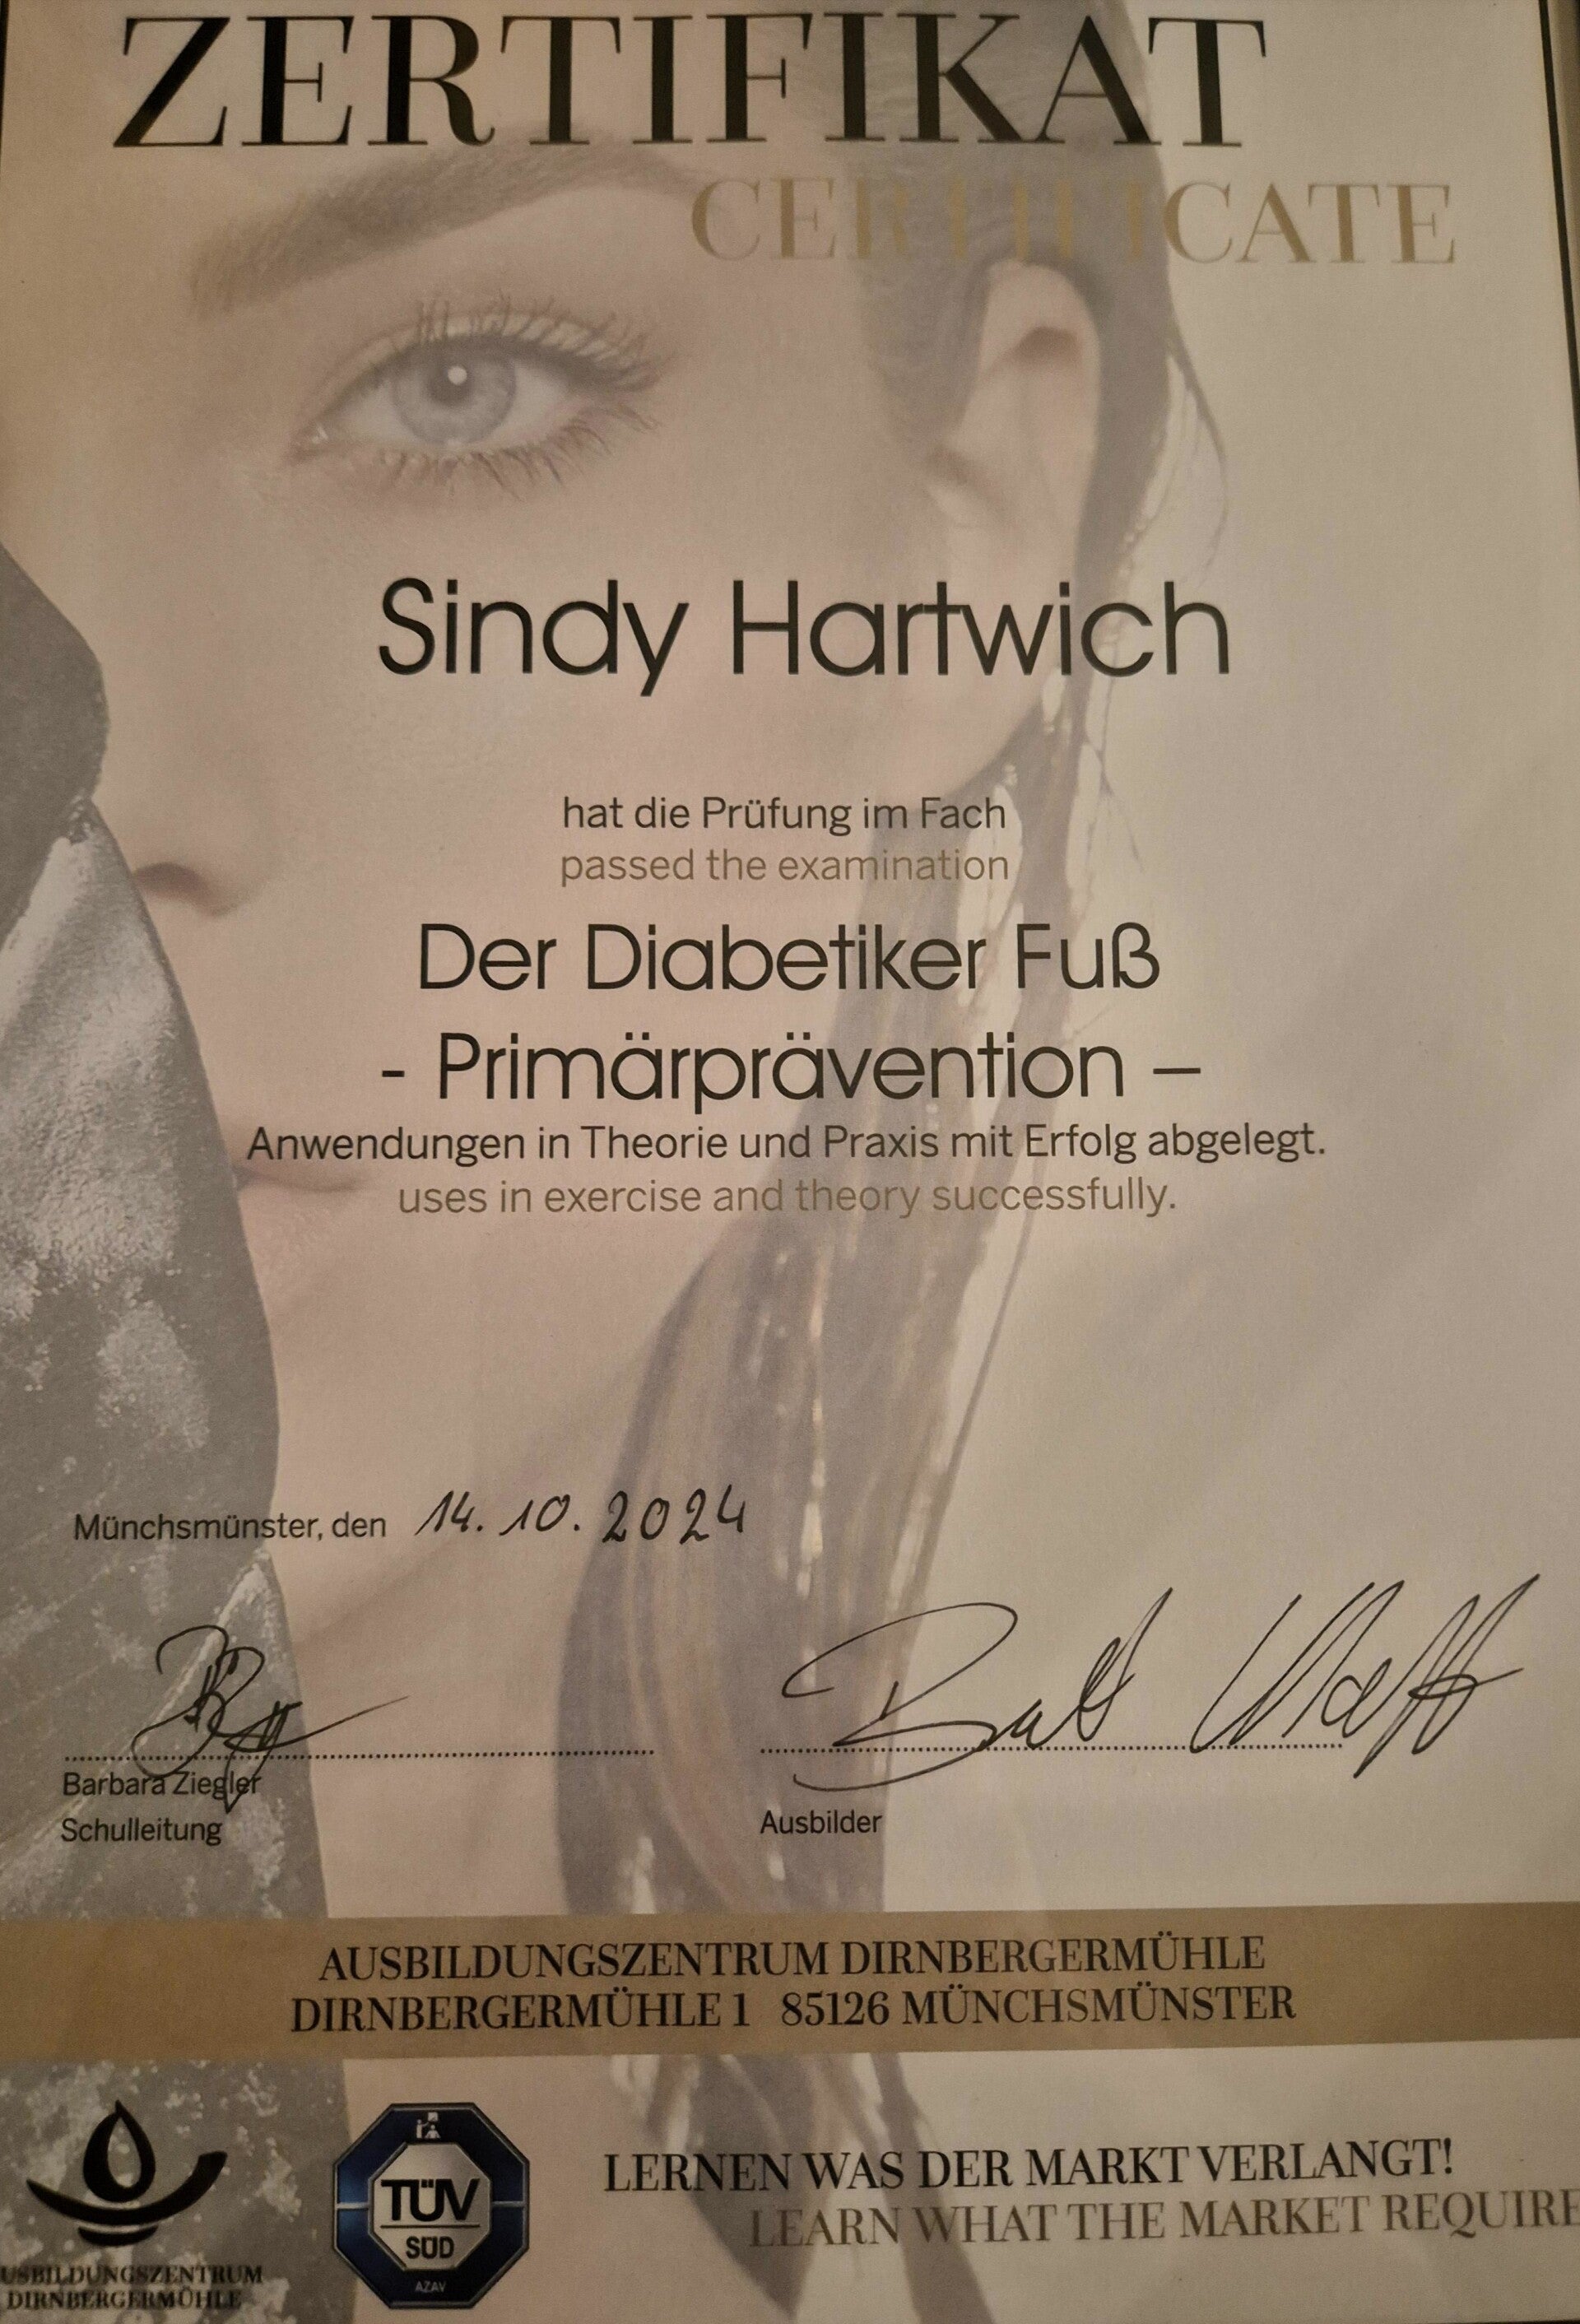 ZERTIFIKAT
CERTIFICATE
Sindy Hartwich
hat die Prüfung im Fach
passed the examination
Der Diabetiker Fuß
- Primärprävention –
Anwendungen in Theorie und Praxis mit Erfolg abgelegt.
uses in exercise and theory successfully.
Münchsmünster, den 14.10.2024
Barbara Ziegler
Schulleitung
Ausbilder
AUSBILDUNGSZENTRUM DIRNBERGERMÜHLE
DIRNBERGERMÜHLE 1 85126 MÜNCHSMÜNSTER
LERNEN WAS DER MARKT VERLANGT!
LEARN WHAT THE MARKET REQUIRE
TÜV
SÜD
AZAV
USBILDUNGSZENTRUM
DIRNBERGERMÜHLE